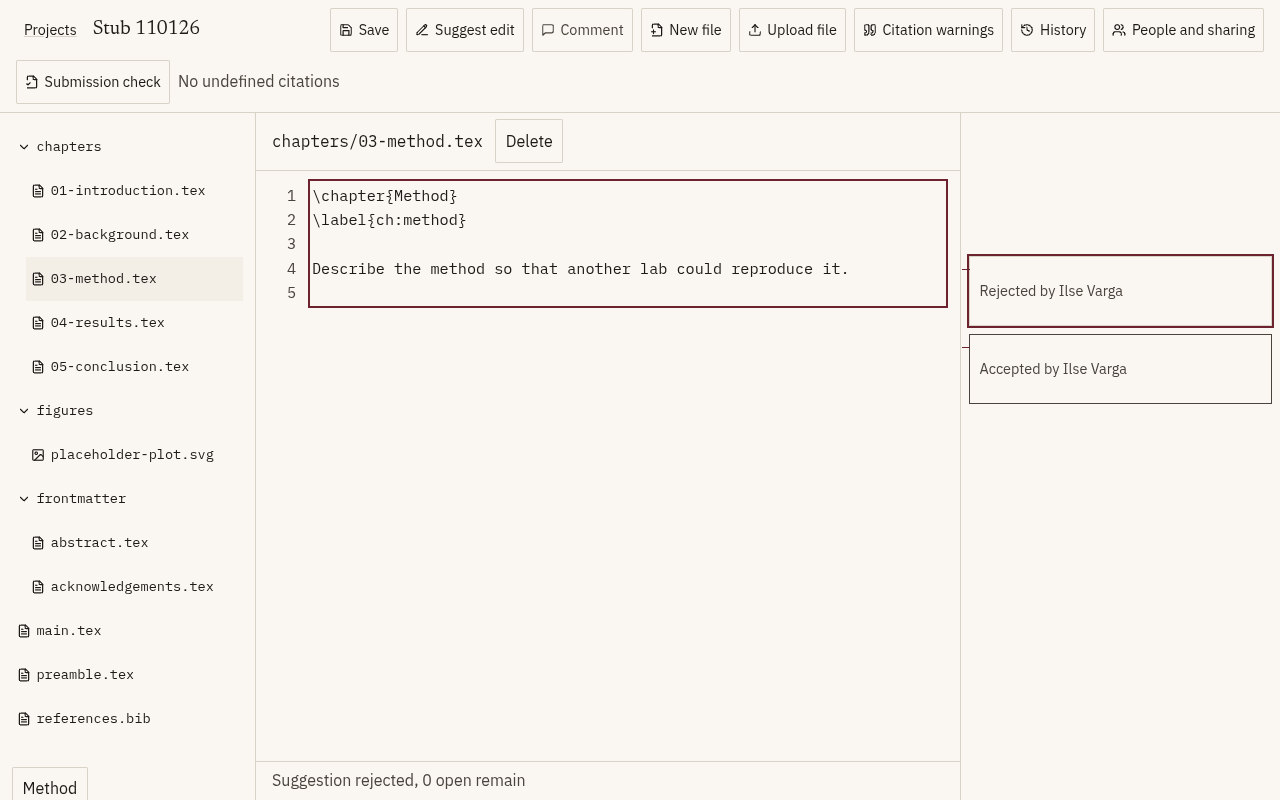 Projects
Stub 110126
Save
Suggest edit
Comment
New file
Upload file
Citation warnings
History
People and sharing
Submission check
No undefined citations
chapters
01-introduction.tex
02-background.tex
03-method.tex
04-results.tex
05-conclusion.tex
figures
placeholder-plot.svg
frontmatter
abstract.tex
acknowledgements.tex
main.tex
preamble.tex
references.bib
Method
chapters/03-method.tex
Delete
1 \chapter{Method}
2 \label{ch:method}
3
4 Describe the method so that another lab could reproduce it.
5
Suggestion rejected, 0 open remain
Rejected by Ilse Varga
Accepted by Ilse Varga